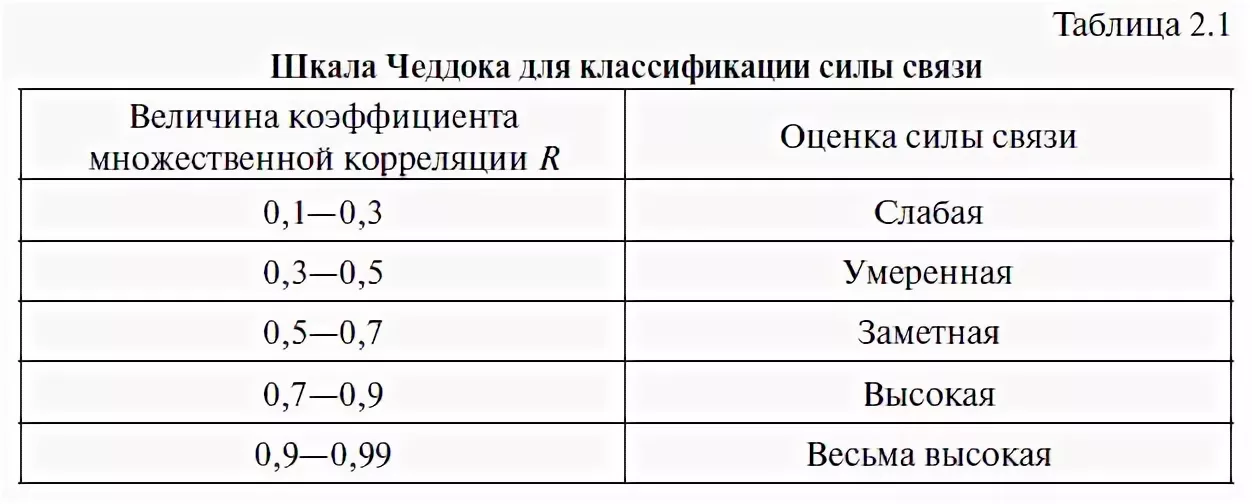 Таблица 2.1
Шкала Чеддока для классификации силы связи
Величина коэффициента
множественной корреляции R
Оценка силы связи
0,1—0,3
Слабая
0,3—0,5
Умеренная
0,5—0,7
Заметная
0,7—0,9
Высокая
0,9—0,99
Весьма высокая